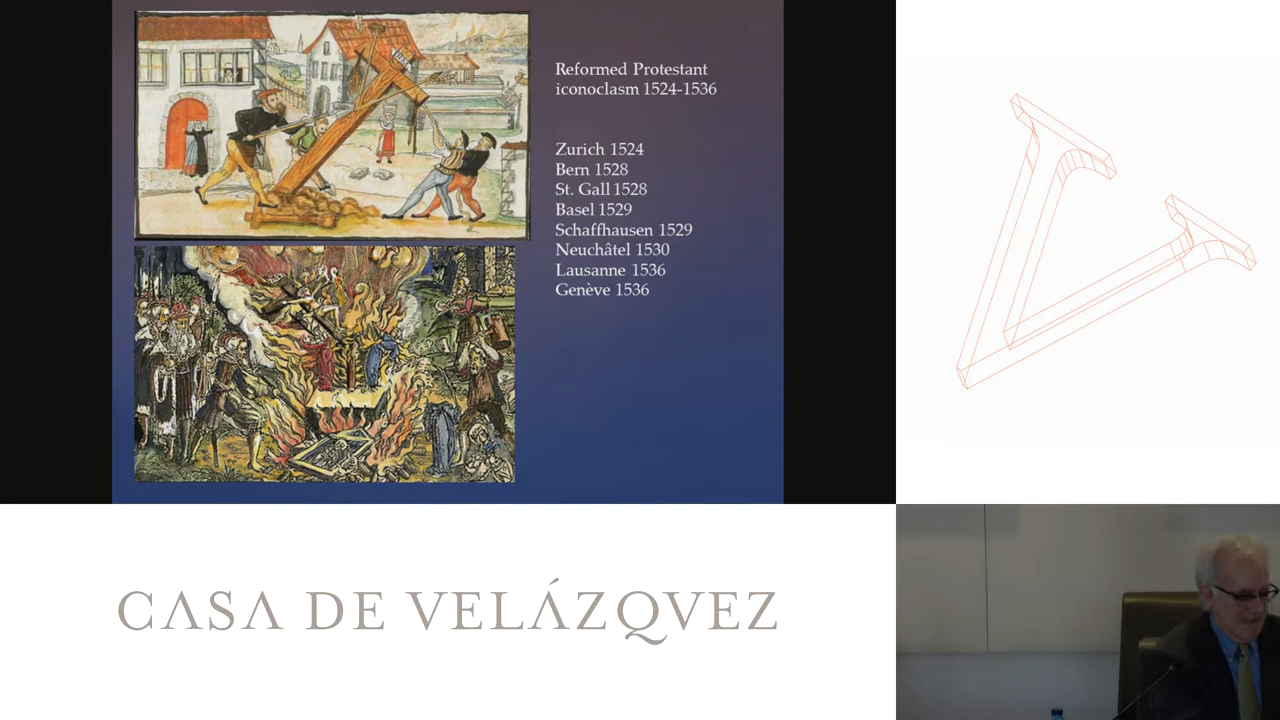 Reformed Protestant
iconoclasm 1524-1536
Zurich 1524
Bern 1528
St. Gall 1528
Basel 1529
Schaffhausen 1529
Neuchâtel 1530
Lausanne 1536
Genève 1536
CASA DE VELÁZQVEZ